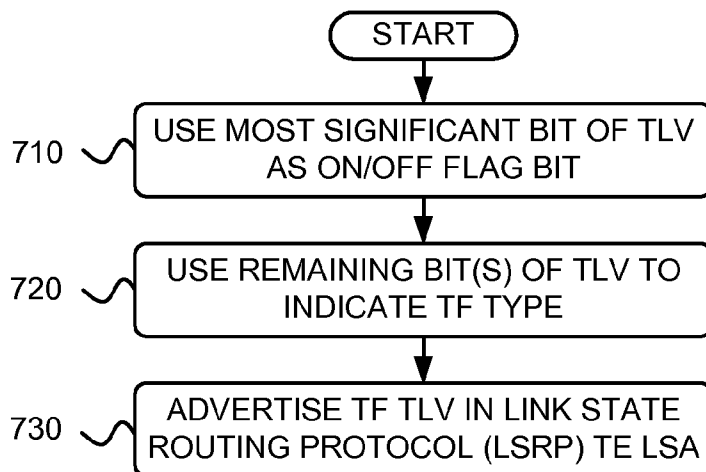 START
710
USE MOST SIGNIFICANT BIT OF TLV
AS ON/OFF FLAG BIT
720
USE REMAINING BIT(S) OF TLV TO
INDICATE TF TYPE
730
ADVERTISE TF TLV IN LINK STATE
ROUTING PROTOCOL (LSRP) TE LSA